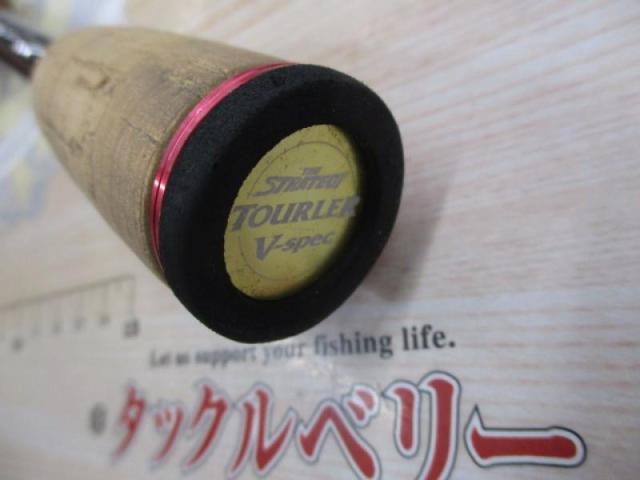 THE
STRATEGY
TOURLER
V-spec
Let us support your fishing life.
タックルベリー